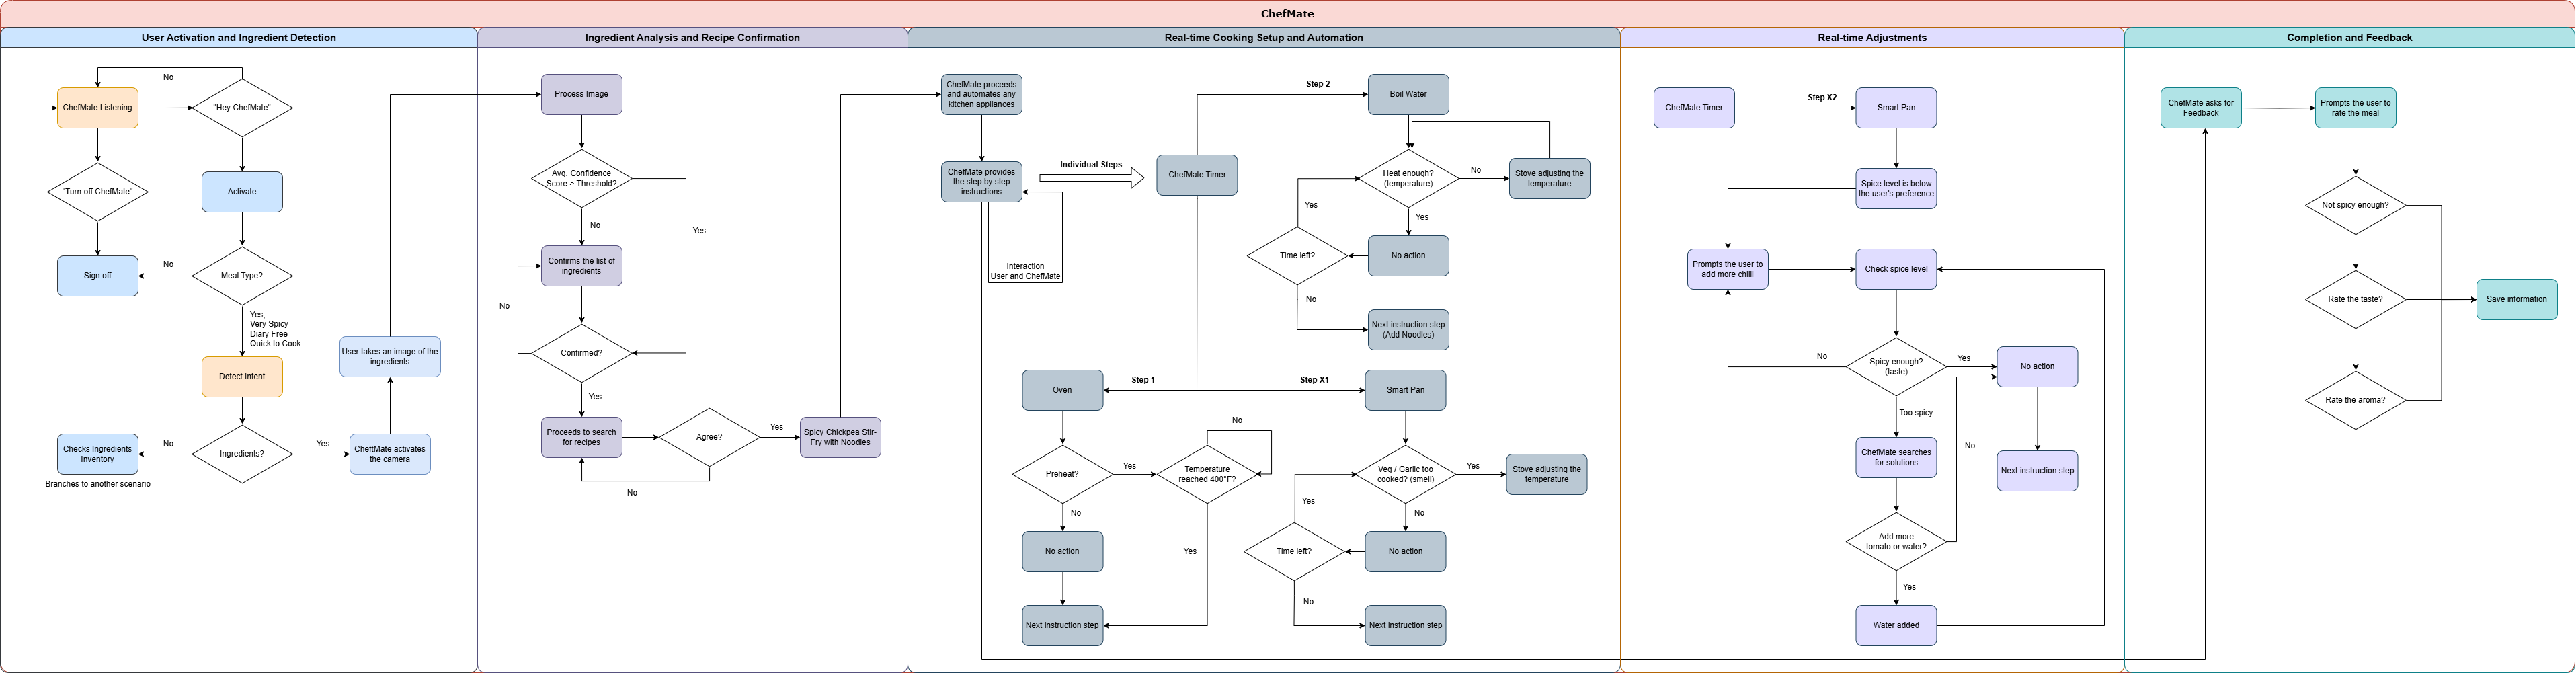 ChefMate
User Activation and Ingredient Detection
No
ChefMate Listening
"Hey ChefMate"
"Turn off ChefMate"
Activate
Sign off
No
Meal Type?
Yes,
Very Spicy
Diary Free
Quick to Cook
Detect Intent
User takes an image of the
ingredients
Checks Ingredients
Inventory
No
Ingredients?
Yes
CheftMate activates
the camera
Branches to another scenario
Ingredient Analysis and Recipe Confirmation
Process Image
Avg. Confidence
Score > Threshold?
No
Yes
Confirms the list of
ingredients
No
Confirmed?
Yes
Proceeds to search
for recipes
Agree?
Yes
Spicy Chickpea Stir-
Fry with Noodles
No
Real-time Cooking Setup and Automation
ChefMate proceeds
and automates any
kitchen appliances
Step 2
Boil Water
ChefMate provides
the step by step
instructions
Individual Steps
ChefMate Timer
Heat enough?
(temperature)
No
Stove adjusting the
temperature
Yes
Yes
Interaction
User and ChefMate
Time left?
No action
No
Next instruction step
(Add Noodles)
Oven
Step 1
Step X1
Smart Pan
No
Preheat?
Yes
Temperature
reached 400°F?
Veg / Garlic too
cooked? (smell)
Yes
Stove adjusting the
temperature
Yes
No
No
No action
Yes
Time left?
No action
No
Next instruction step
Next instruction step
Real-time Adjustments
ChefMate Timer
Step X2
Smart Pan
Spice level is below
the user's preference
Prompts the user to
add more chilli
Check spice level
No
Spicy enough?
(taste)
Yes
No action
Too spicy
No
ChefMate searches
for solutions
Next instruction step
Add more
tomato or water?
Yes
Water added
Completion and Feedback
ChefMate asks for
Feedback
Prompts the user to
rate the meal
Not spicy enough?
Rate the taste?
Save information
Rate the aroma?